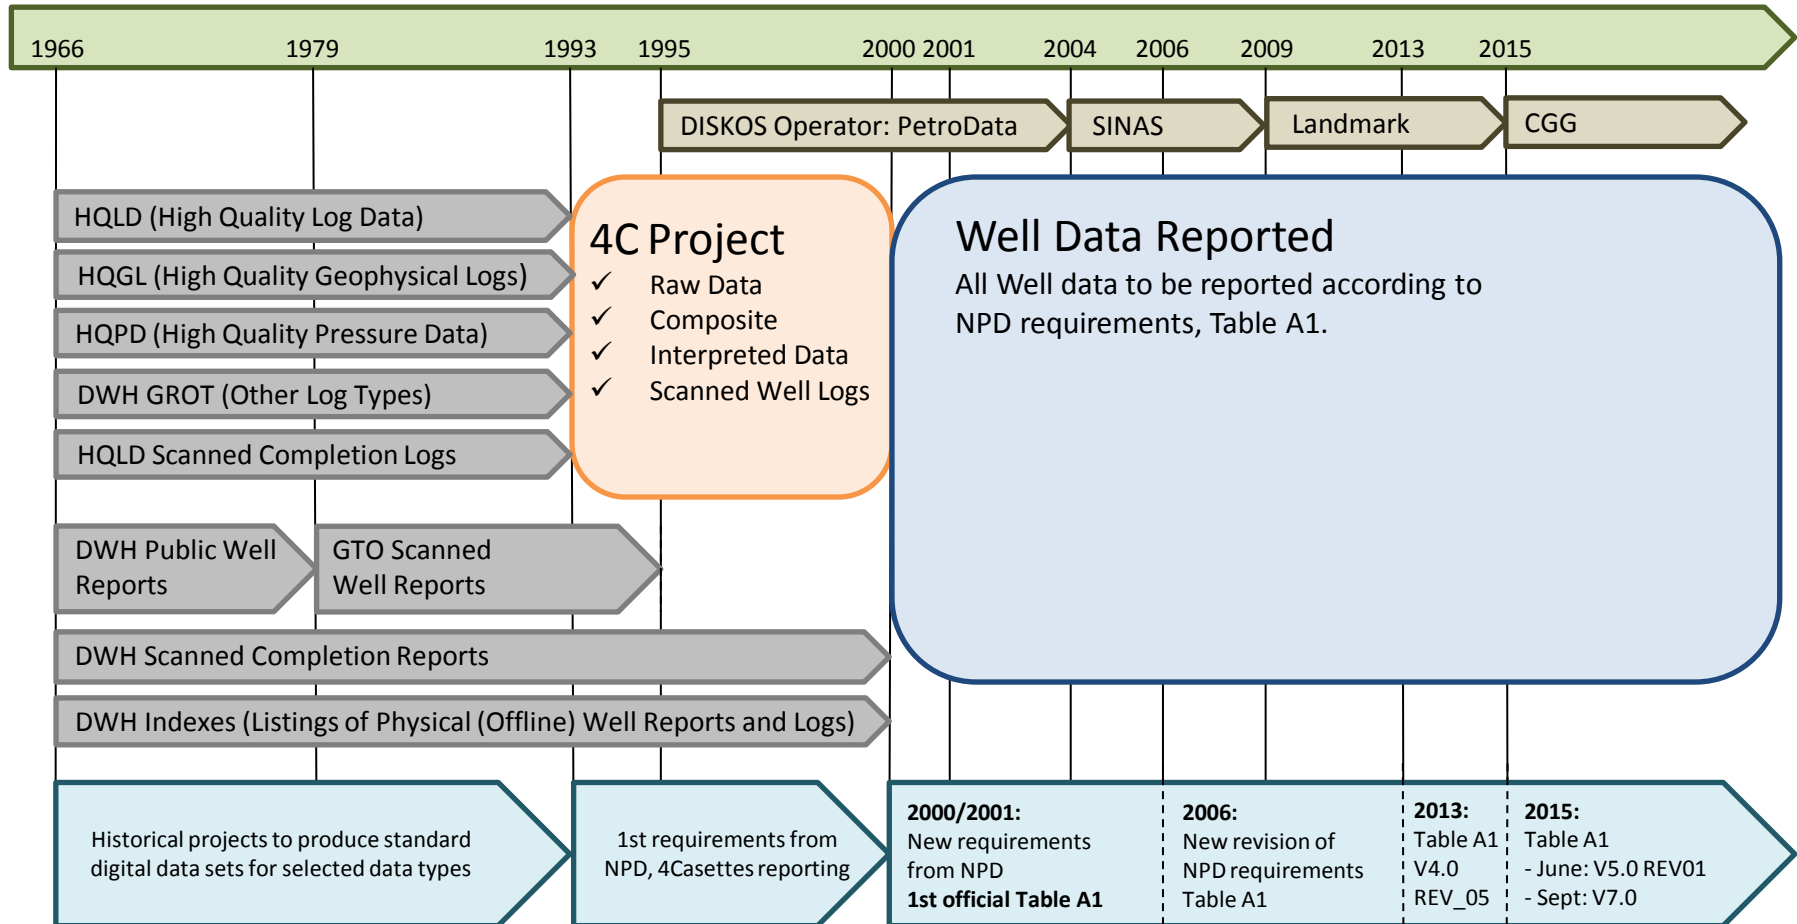 1966 1979 1993 1995 2000 2001 2004 2006 2009 2013 2015
DISKOS Operator: PetroData
SINAS
Landmark
CGG
HQLD (High Quality Log Data)
HQGL (High Quality Geophysical Logs)
HQPD (High Quality Pressure Data)
DWH GROT (Other Log Types)
HQLD Scanned Completion Logs
4C Project
✓ Raw Data
✓ Composite
✓ Interpreted Data
✓ Scanned Well Logs
Well Data Reported
All Well data to be reported according to
NPD requirements, Table A1.
DWH Public Well
Reports
GTO Scanned
Well Reports
DWH Scanned Completion Reports
DWH Indexes (Listings of Physical (Offline) Well Reports and Logs)
Historical projects to produce standard
digital data sets for selected data types
1st requirements from
NPD, 4Casettes reporting
2000/2001:
New requirements
from NPD
1st official Table A1
2006:
New revision of
NPD requirements
Table A1
2013:
Table A1
V4.0
REV_05
2015:
Table A1
- June: V5.0 REV01
- Sept: V7.0